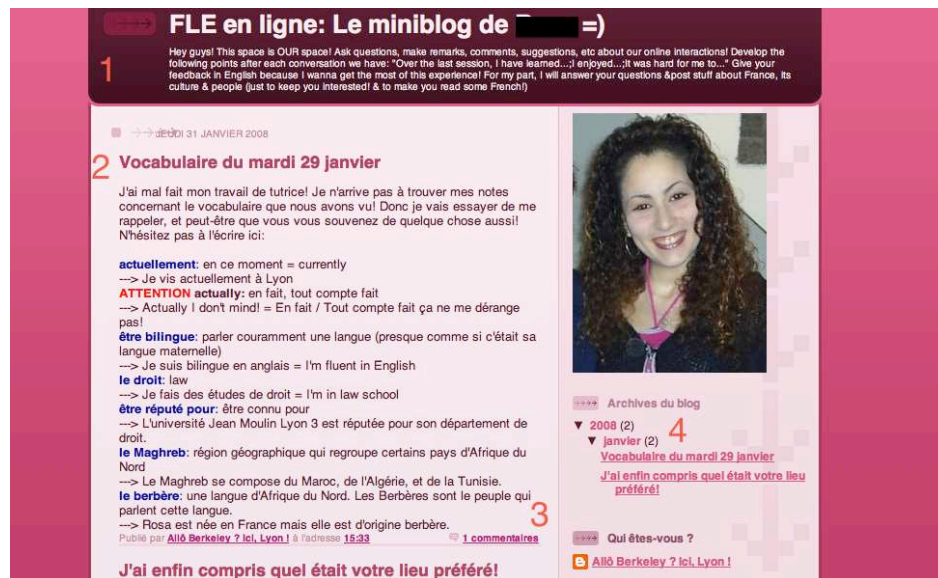 FLE en ligne: Le miniblog de =)
Hey guys! This space is OUR space! Ask questions, make remarks, comments, suggestions, etc about our online interactions! Develop the
following points after each conversation we have: "Over the last session, I have learned...;I enjoyed...;It was hard for me to..." Give your
feedback in English because I wanna get the most of this experience! For my part, I will answer your questions &post stuff about France, its
culture & people (just to keep you interested! & to make you read some French!)
1
JEUDI 31 JANVIER 2008
2
Vocabulaire du mardi 29 janvier
J'ai mal fait mon travail de tutrice! Je n'arrive pas à trouver mes notes
concernant le vocabulaire que nous avons vu! Donc je vais essayer de me
rappeler, et peut-être que vous vous souvenez de quelque chose aussi!
N'hésitez pas à l'écrire ici:
actuellement: en ce moment = currently
---> Je vis actuellement à Lyon
ATTENTION actually: en fait, tout compte fait
---> Actually I don't mind! = En fait / Tout compte fait ça ne me dérange
pas!
être bilingue: parler couramment une langue (presque comme si c'était sa
langue maternelle)
---> Je suis bilingue en anglais = I'm fluent in English
le droit: law
---> Je fais des études de droit = I'm in law school
être réputé pour: être connu pour
---> L'université Jean Moulin Lyon 3 est réputée pour son département de
droit.
le Maghreb: région géographique qui regroupe certains pays d'Afrique du
Nord
---> Le Maghreb se compose du Maroc, de l'Algérie, et de la Tunisie.
le berbère: une langue d'Afrique du Nord. Les Berbères sont le peuple qui
parlent cette langue.
---> Rosa est née en France mais elle est d'origine berbère.
3
Publié par Allô Berkeley ? Ici, Lyon ! à l'adresse 15:33
1 commentaires
J'ai enfin compris quel était votre lieu préféré!
Archives du blog
▼ 2008 (2)
4
▼ janvier (2)
Vocabulaire du mardi 29 janvier
J'ai enfin compris quel était votre lieu
préféré!
Qui êtes-vous ?
Allô Berkeley ? Ici, Lyon !